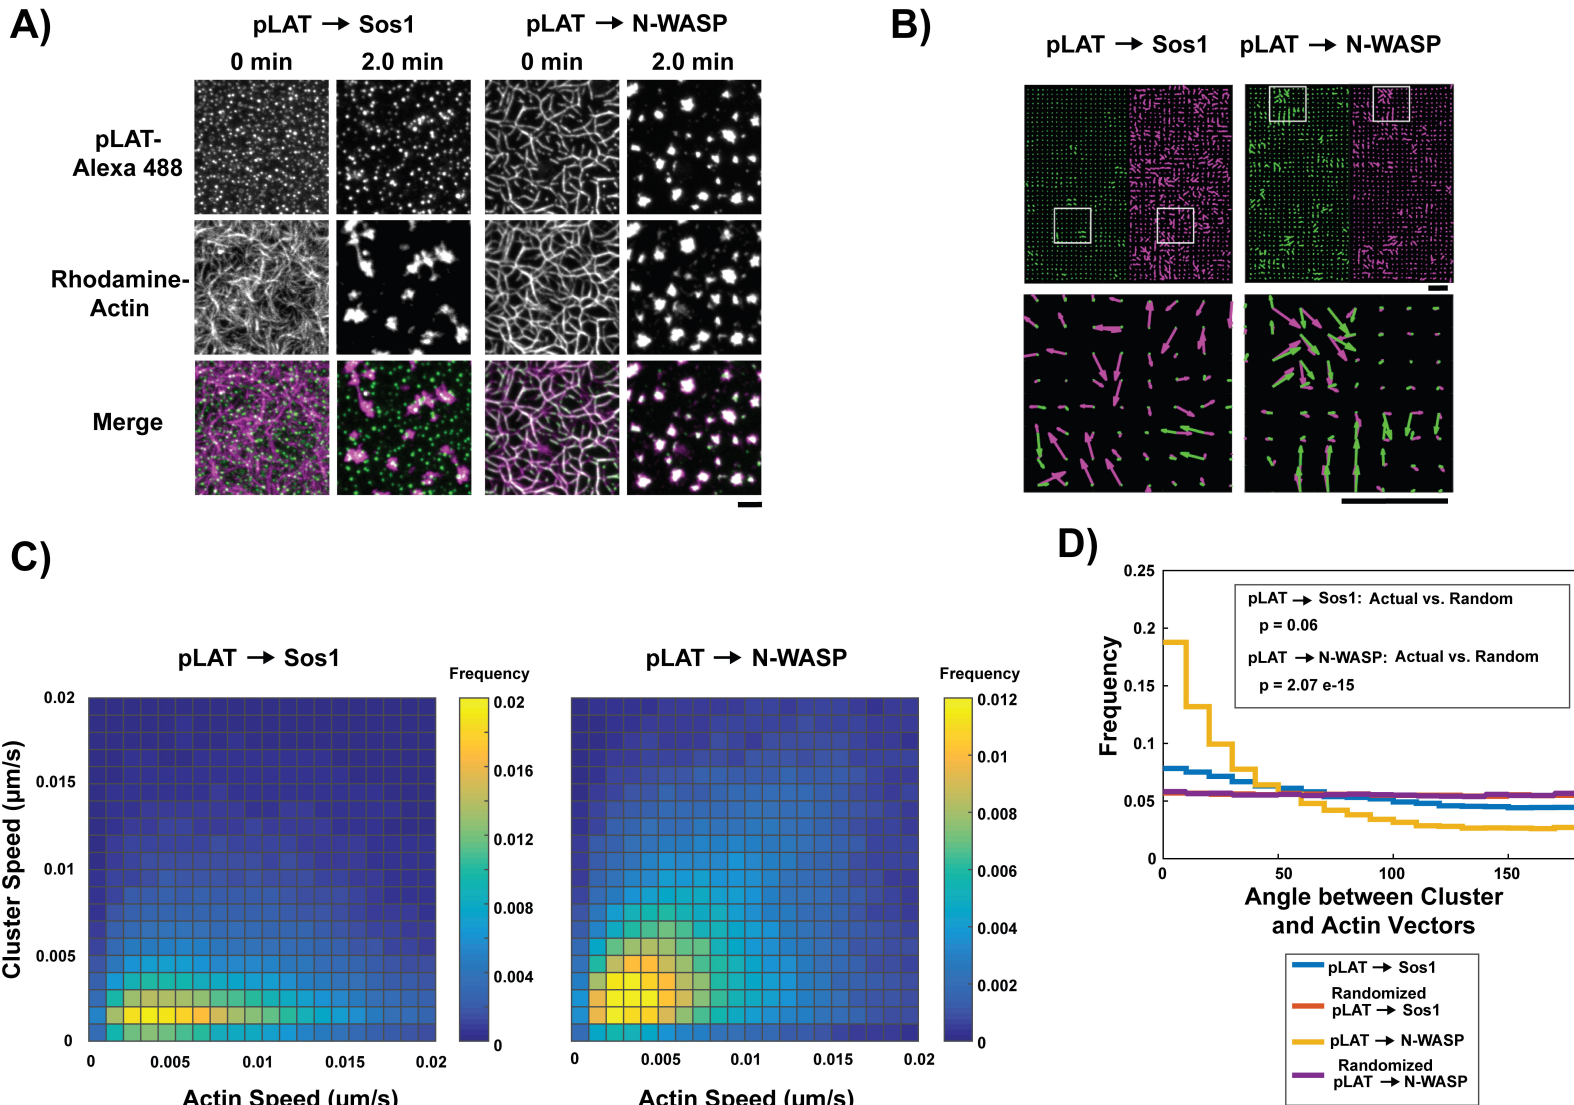 A)
pLAT → Sos1
pLAT → N-WASP
0 min
2.0 min
0 min
2.0 min
pLAT-
Alexa 488
Rhodamine-
Actin
Merge
B)
pLAT → Sos1
pLAT → N-WASP
C)
pLAT → Sos1
Frequency
0.02
0.016
0.012
0.008
0.004
0
Cluster Speed (μm/s)
0.02
0.015
0.01
0.005
0
0
0.005
0.01
0.015
0.02
Actin Speed (μm/s)
pLAT → N-WASP
Frequency
0.012
0.01
0.008
0.006
0.004
0.002
0
0
0.005
0.01
0.015
0.02
Actin Speed (μm/s)
D)
Frequency
0.25
0.2
0.15
0.1
0.05
0
0
50
100
150
pLAT → Sos1: Actual vs. Random
p = 0.06
pLAT → N-WASP: Actual vs. Random
p = 2.07 e-15
Angle between Cluster
and Actin Vectors
pLAT → Sos1
Randomized
pLAT → Sos1
pLAT → N-WASP
Randomized
pLAT → N-WASP